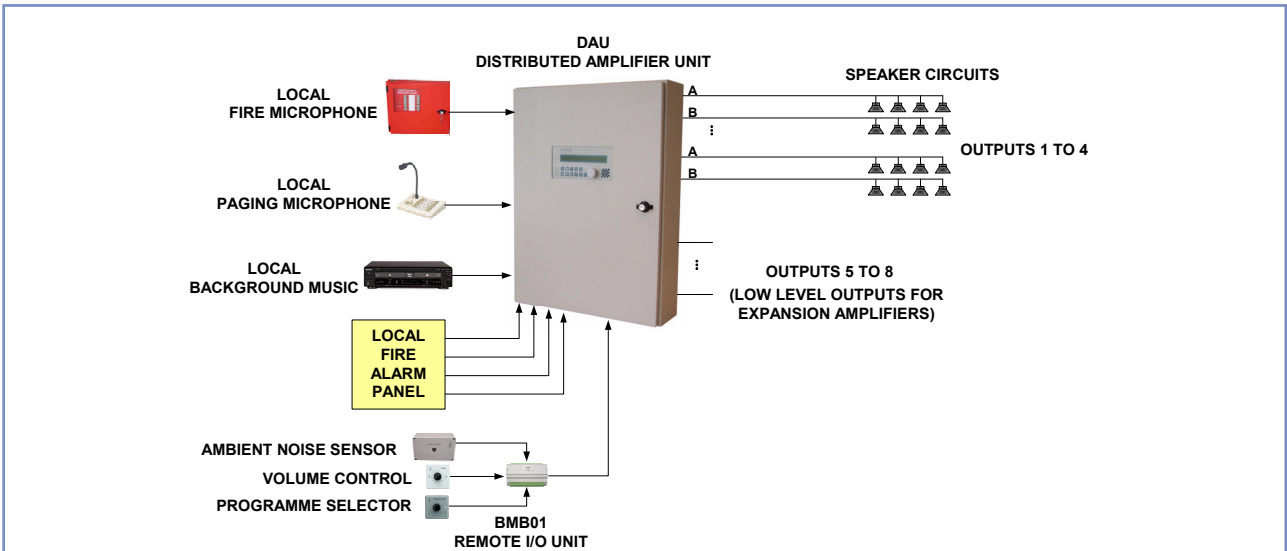 DAU
DISTRIBUTED AMPLIFIER UNIT
SPEAKER CIRCUITS
LOCAL
FIRE MICROPHONE
A
B
OUTPUTS 1 TO 4
A
B
LOCAL
PAGING MICROPHONE
LOCAL
BACKGROUND MUSIC
OUTPUTS 5 TO 8
(LOW LEVEL OUTPUTS FOR
EXPANSION AMPLIFIERS)
LOCAL
FIRE
ALARM
PANEL
AMBIENT NOISE SENSOR
VOLUME CONTROL
PROGRAMME SELECTOR
BMB01
REMOTE I/O UNIT